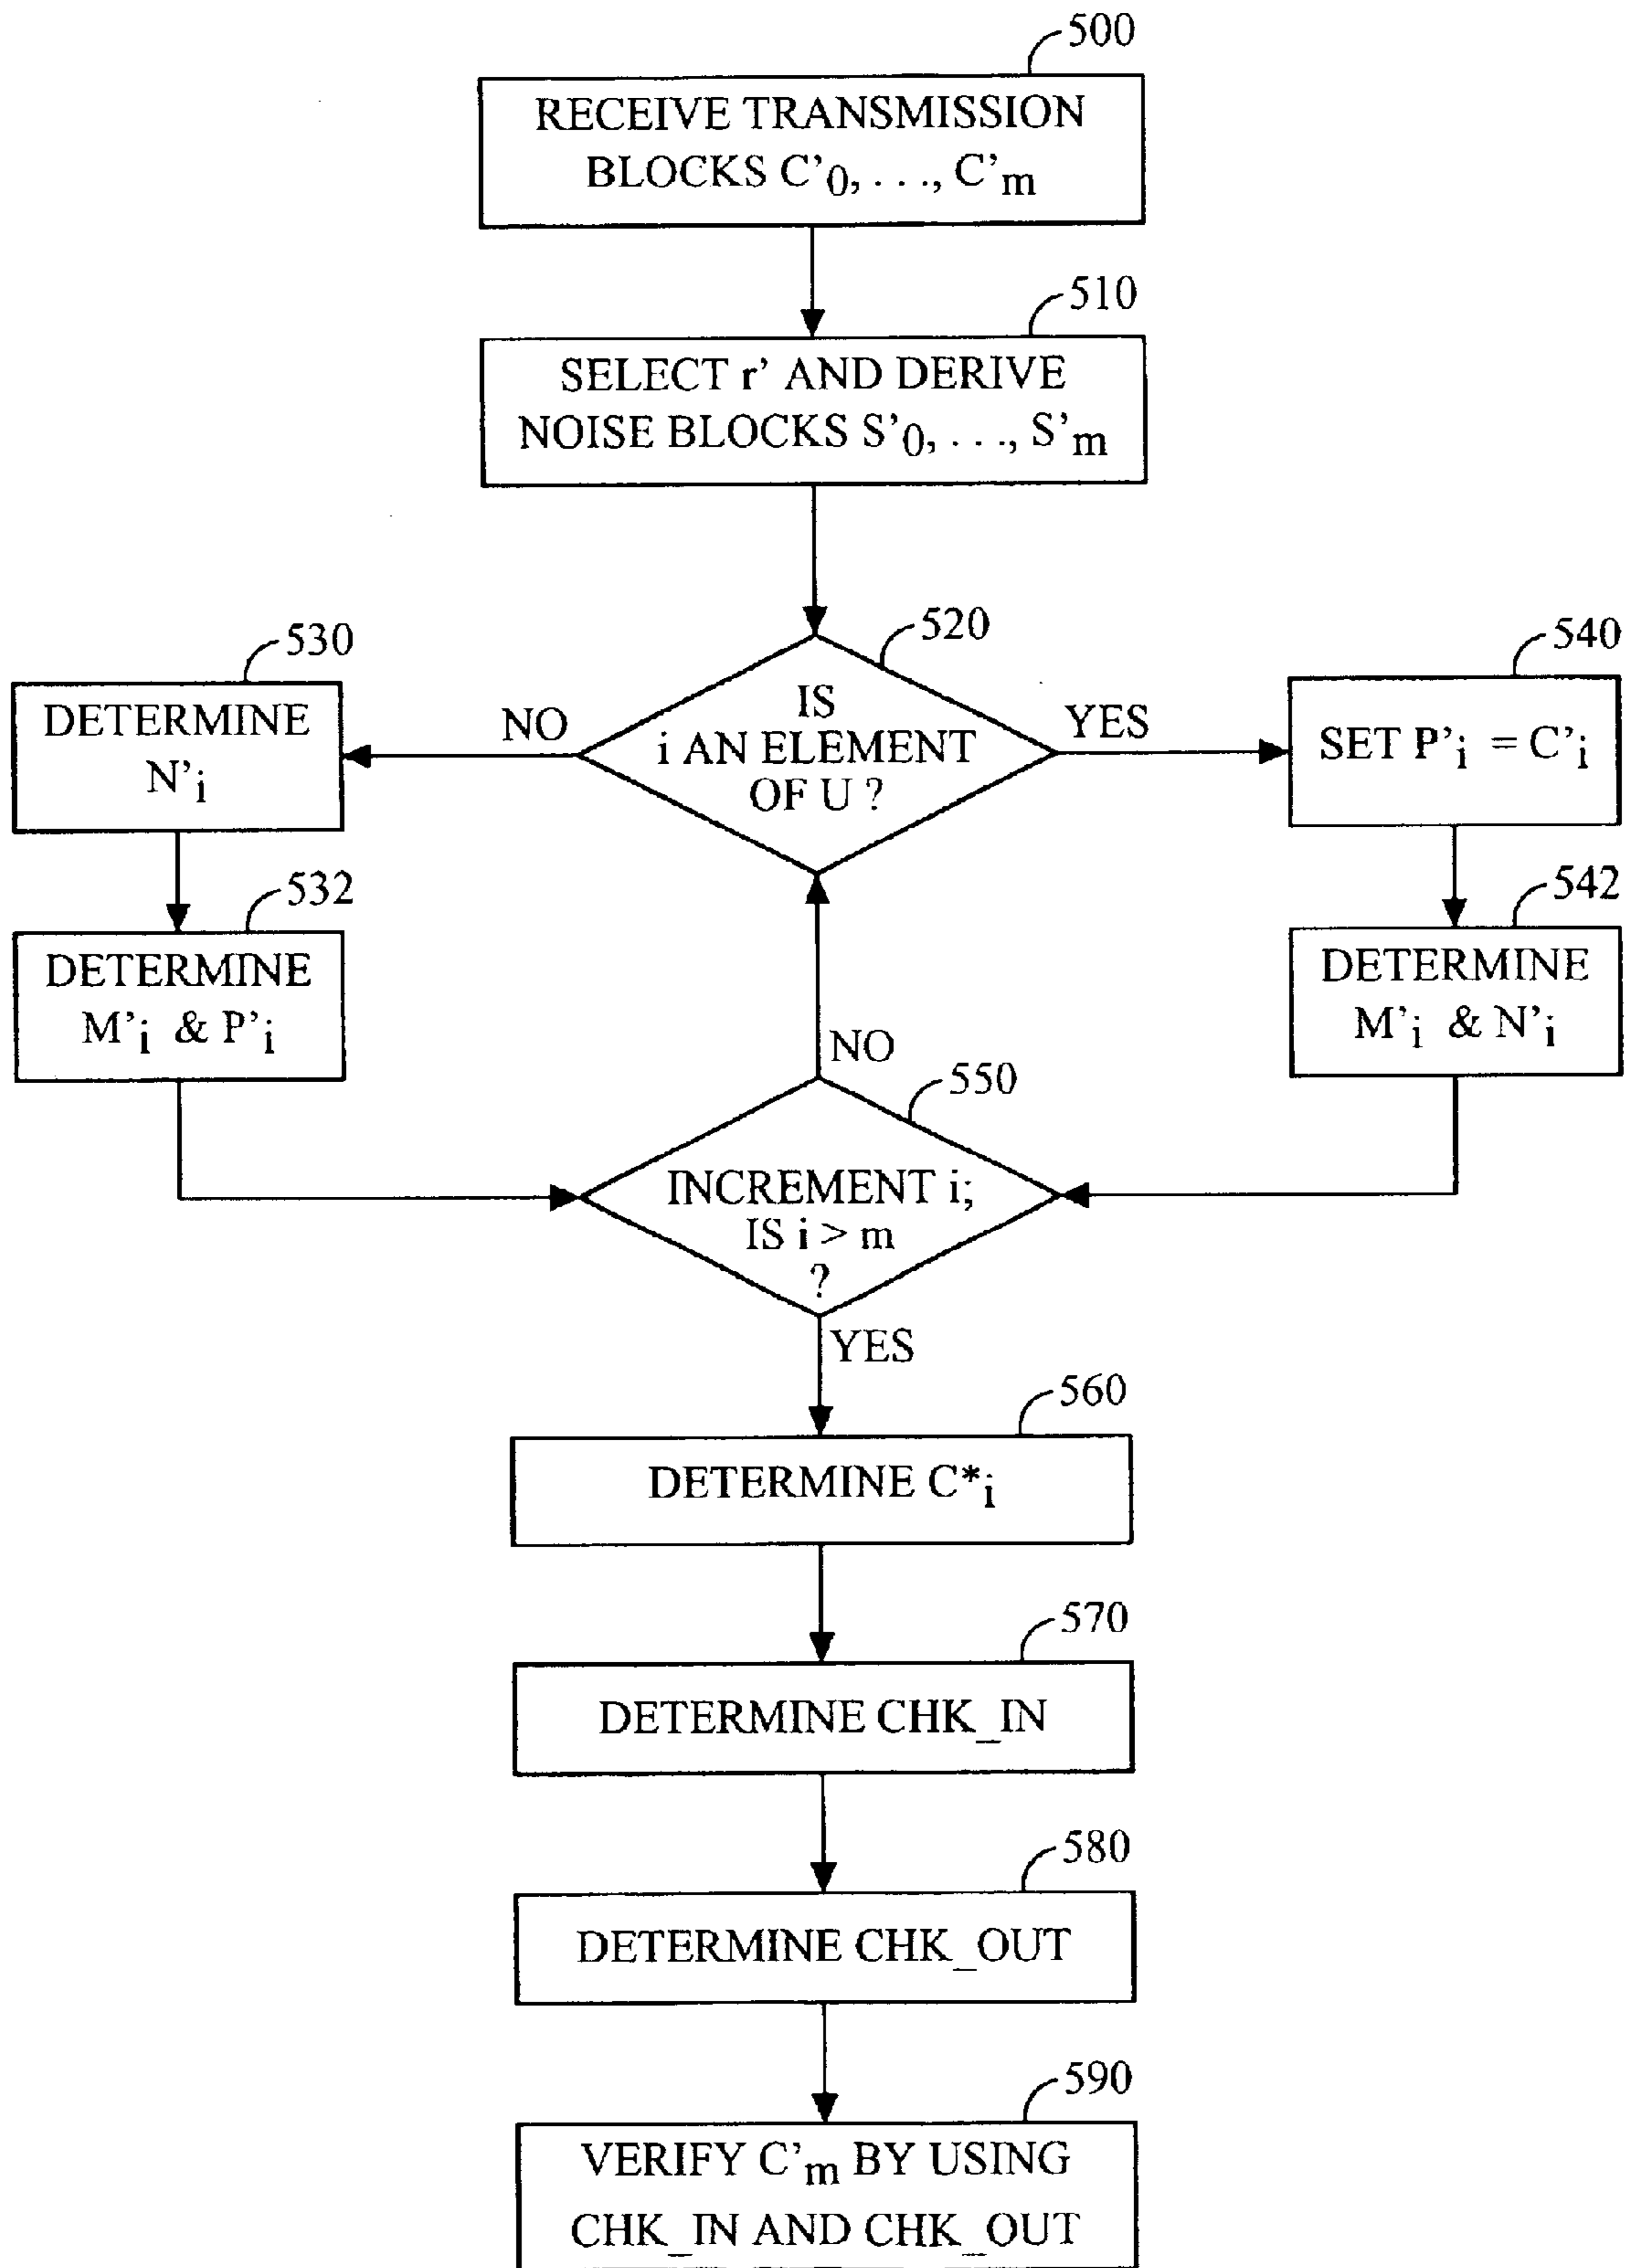 500
RECEIVE TRANSMISSION
BLOCKS C'0, . . ., C'm
510
SELECT r' AND DERIVE
NOISE BLOCKS S'0, . . ., S'm
520
IS
i AN ELEMENT
OF U ?
NO
YES
530
DETERMINE
N'i
540
SET P'i = C'i
532
DETERMINE
M'i & P'i
542
DETERMINE
M'i & N'i
NO
550
INCREMENT i;
IS i > m
?
YES
560
DETERMINE C*i
570
DETERMINE CHK_IN
580
DETERMINE CHK_OUT
590
VERIFY C'm BY USING
CHK_IN AND CHK_OUT